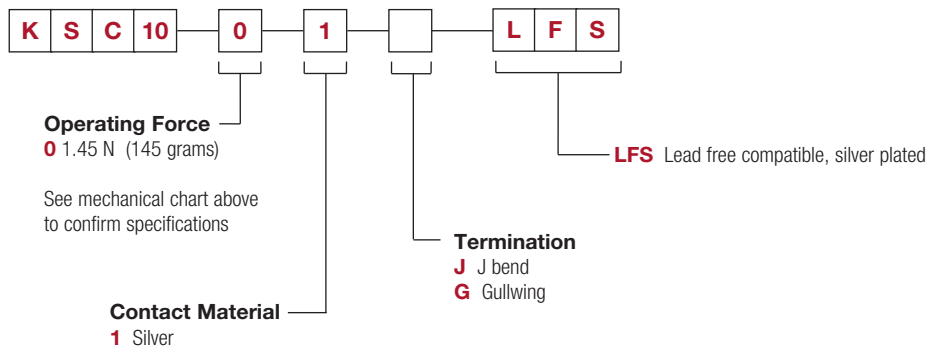 K S C 10 0 1 L F S
Operating Force
0 1.45 N (145 grams)
LFS Lead free compatible, silver plated
See mechanical chart above
to confirm specifications
Termination
J J bend
G Gullwing
Contact Material
1 Silver